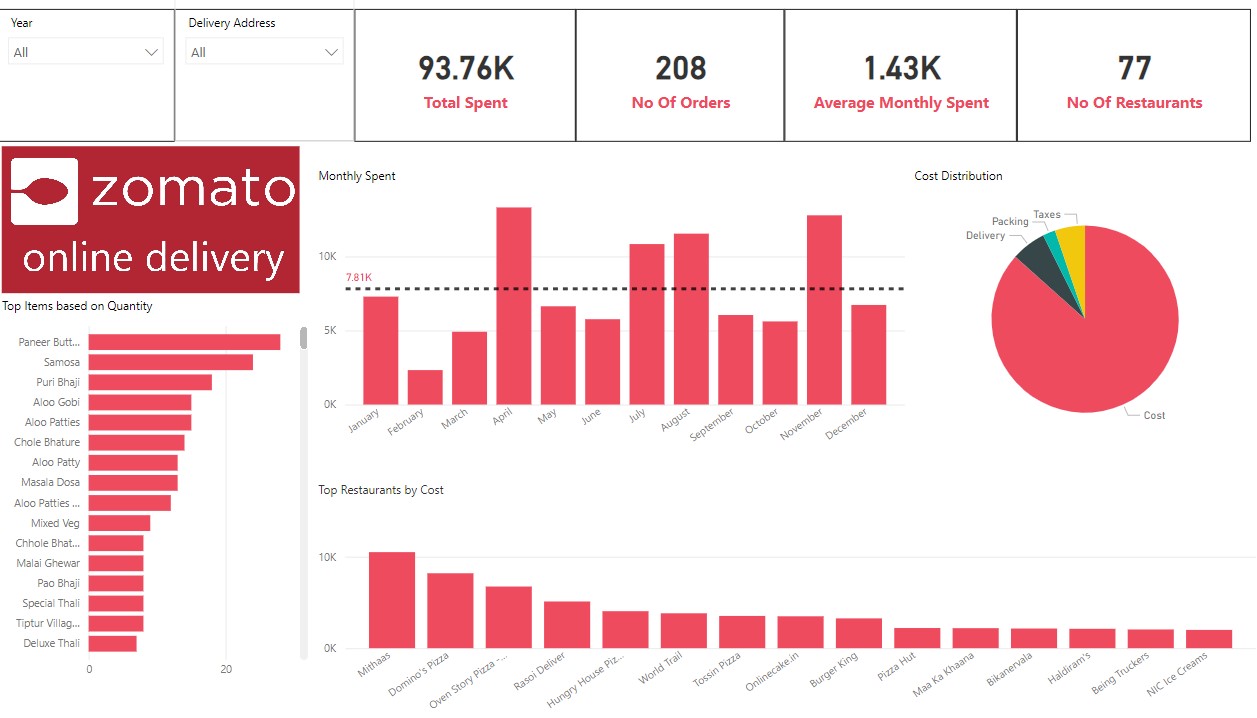 Year
All
Delivery Address
All
93.76K
Total Spent
208
No Of Orders
1.43K
Average Monthly Spent
77
No Of Restaurants
zomato
online delivery
Top Items based on Quantity
Paneer Butt...
Samosa
Puri Bhaji
Aloo Gobi
Aloo Patties
Chole Bhature
Aloo Patty
Masala Dosa
Aloo Patties ...
Mixed Veg
Chhole Bhat...
Malai Ghewar
Pao Bhaji
Special Thali
Tiptur Villag...
Deluxe Thali
0 20
Monthly Spent
10K
7.81K
5K
0K
January February March April May June July August September October November December
Cost Distribution
Taxes
Packing
Delivery
Cost
Top Restaurants by Cost
10K
0K
Mithaas Domino's Pizza Oven Story Pizza -... Rasoi Deliver Hungry House Piz... World Trail Tossin Pizza Onlinecake.in Burger King Pizza Hut Maa Ka Khaana Bikanervala Haldiram's Being Truckers NIC Ice Creams